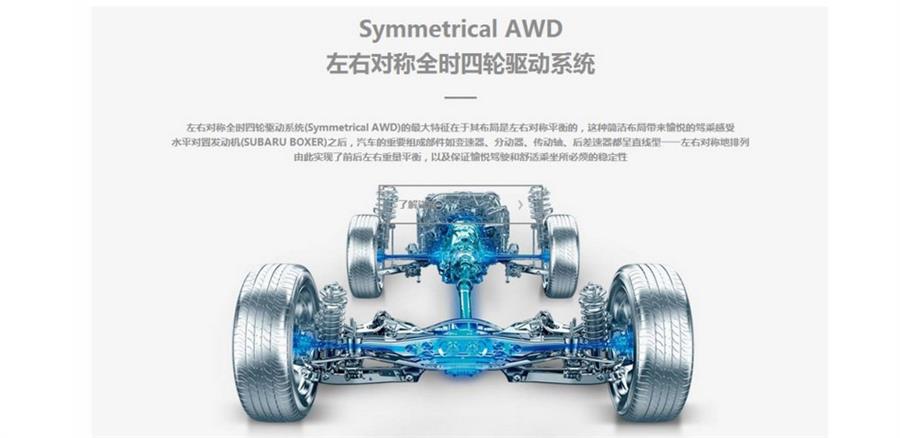 Symmetrical AWD
左右对称全时四轮驱动系统
左右对称全时四轮驱动系统(Symmetrical AWD)的最大特征在于其布局是左右对称平衡的，这种简洁布局带来愉悦的驾乘感受
水平对置发动机(SUBARU BOXER)之后，汽车的重要组成部件如变速器、分动器、传动轴、后差速器都呈直线型——左右对称地排列
由此实现了前后左右重量平衡，以及保证愉悦驾驶和舒适乘坐所必须的稳定性
了解